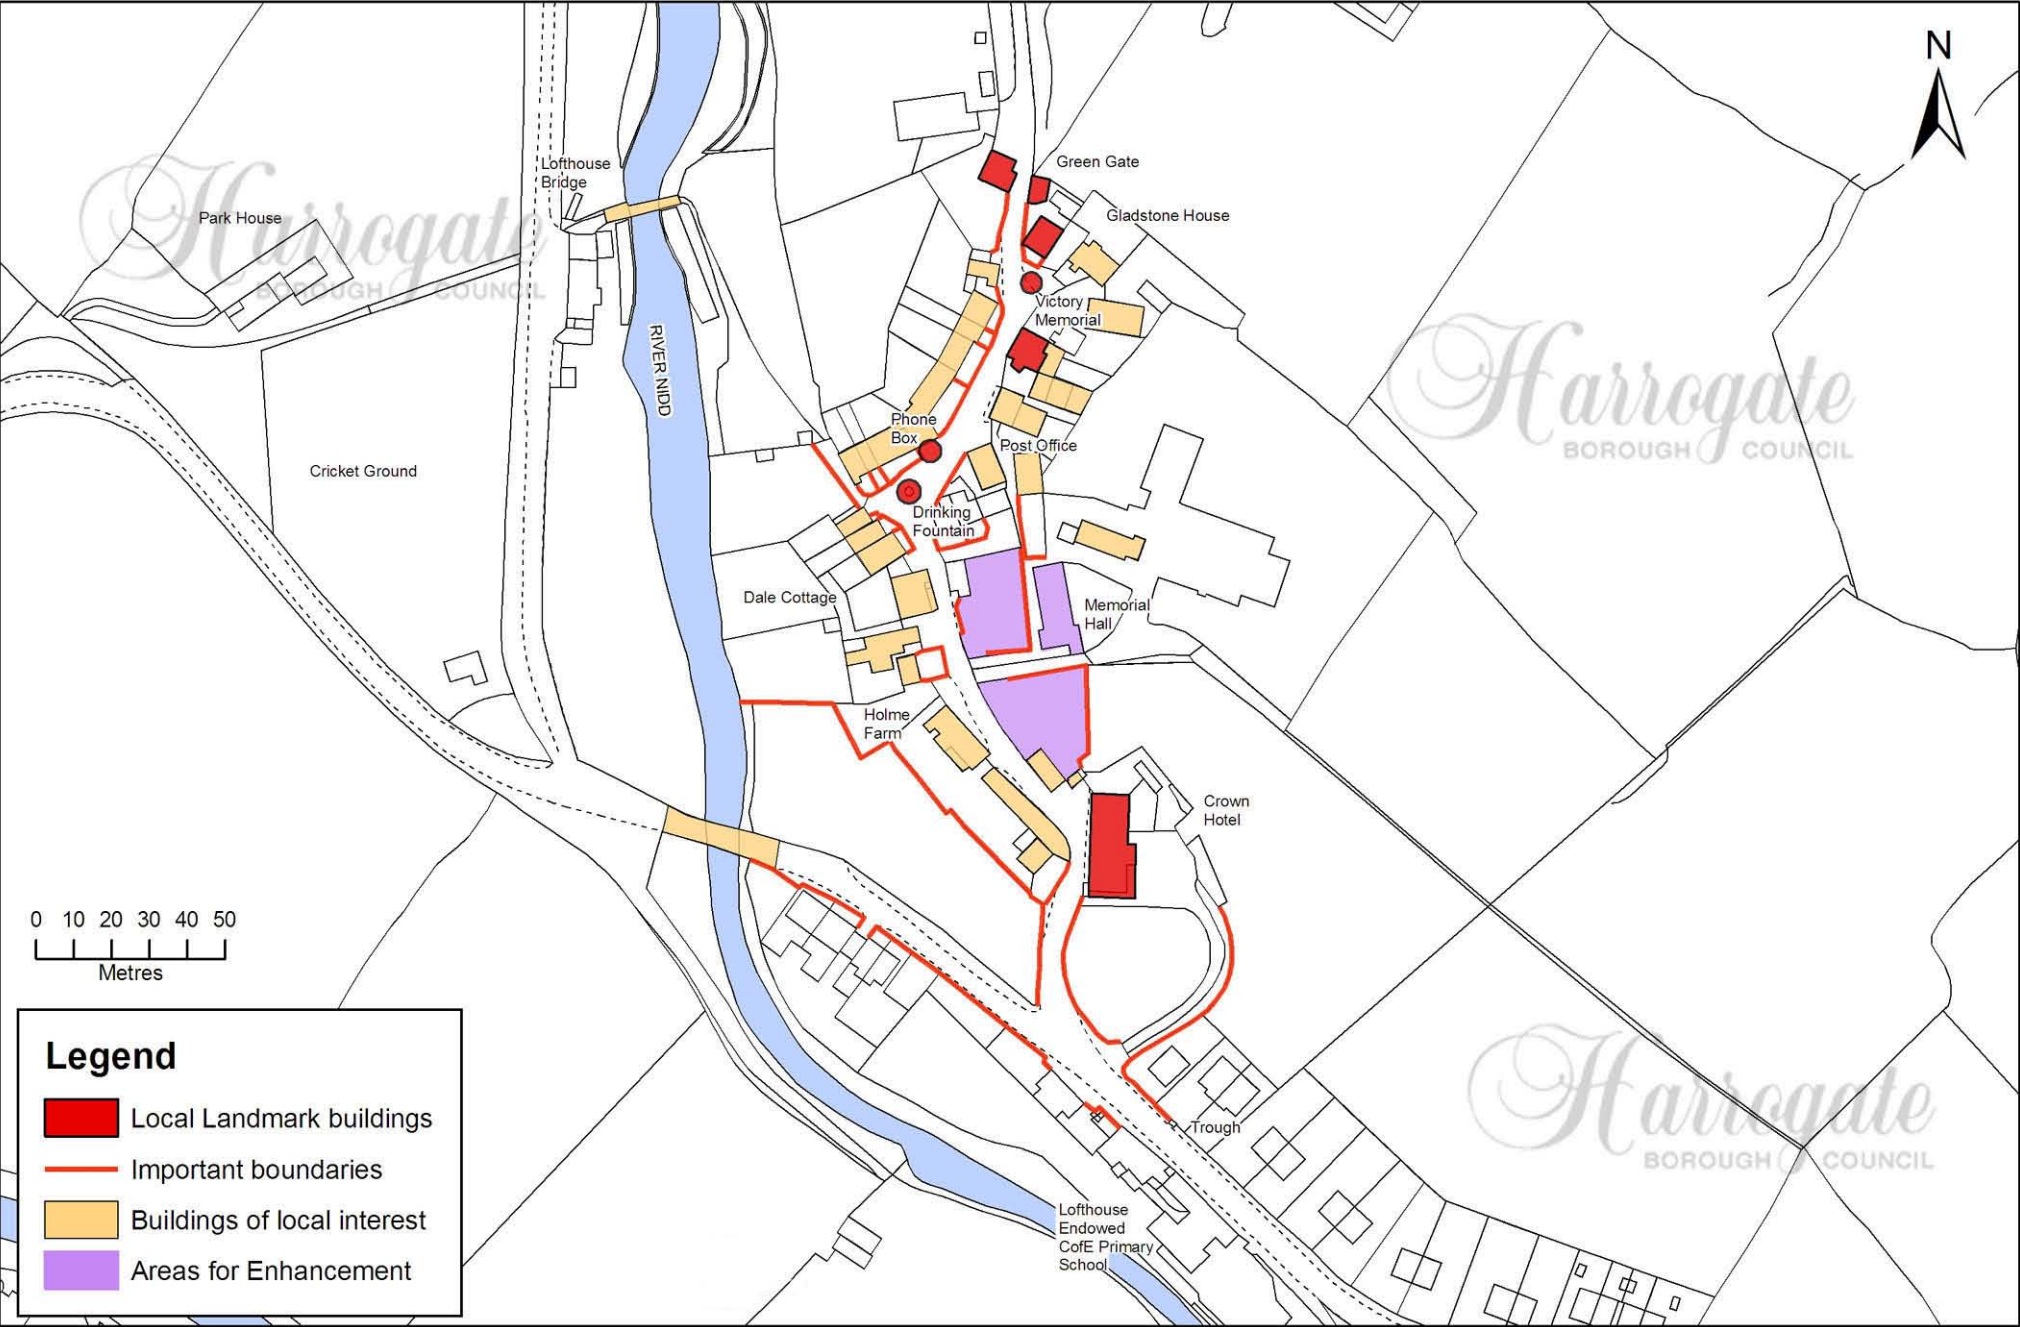 N
Lofthouse
Bridge
Green Gate
Park House
Gladstone House
Harrogate
BOROUGH COUNCIL
Victory
Memorial
RIVER NIDD
Harrogate
BOROUGH COUNCIL
Phone
Box
Post Office
Cricket Ground
Drinking
Fountain
Dale Cottage
Memorial
Hall
Holme
Farm
Crown
Hotel
0 10 20 30 40 50
Metres
Legend
Local Landmark buildings
Important boundaries
Buildings of local interest
Areas for Enhancement
Harrogate
BOROUGH COUNCIL
Trough
Lofthouse
Endowed
CofE Primary
School